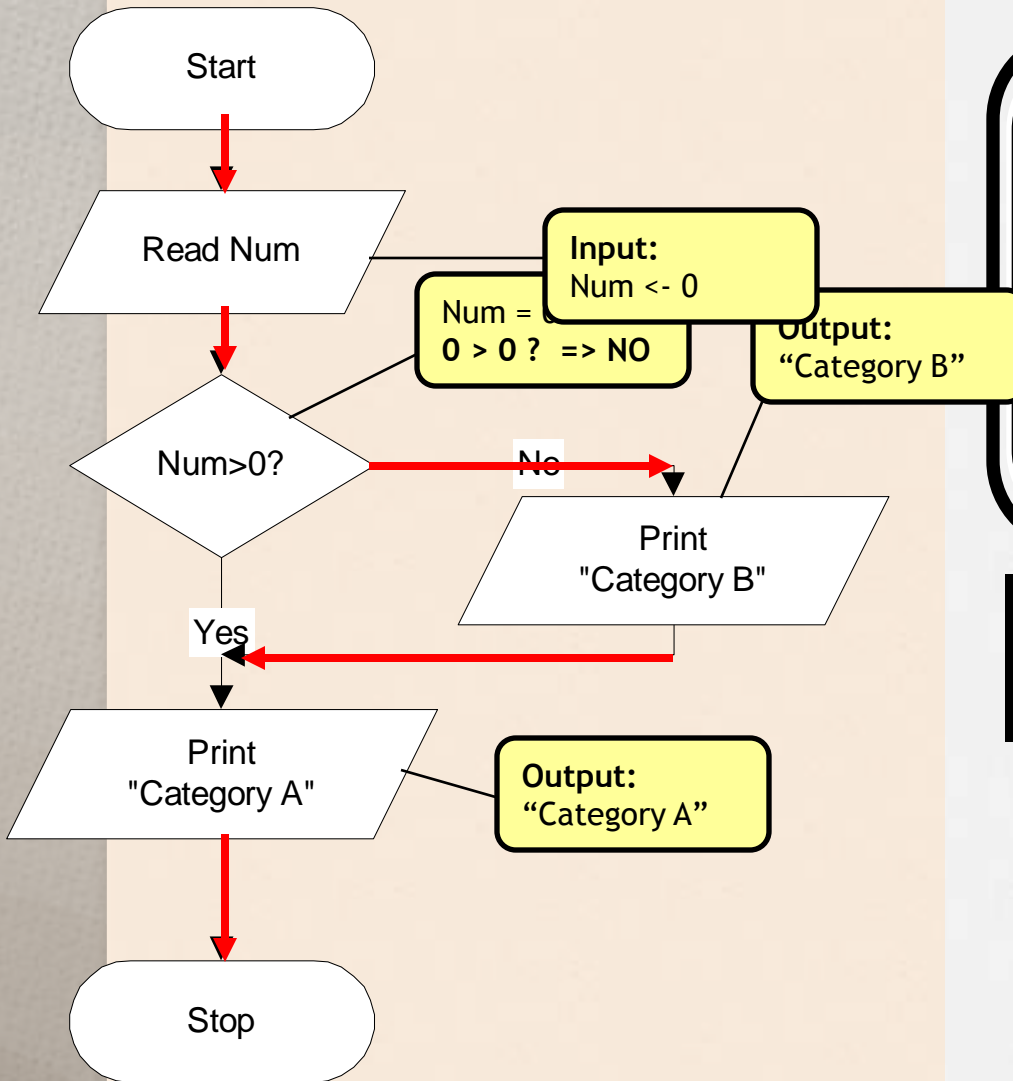 Start
Read Num
Input:
Num <- 0
Num =
0 > 0 ? => NO
Output:
“Category B”
Num>0?
No
Print
"Category B"
Yes
Print
"Category A"
Output:
“Category A”
Stop